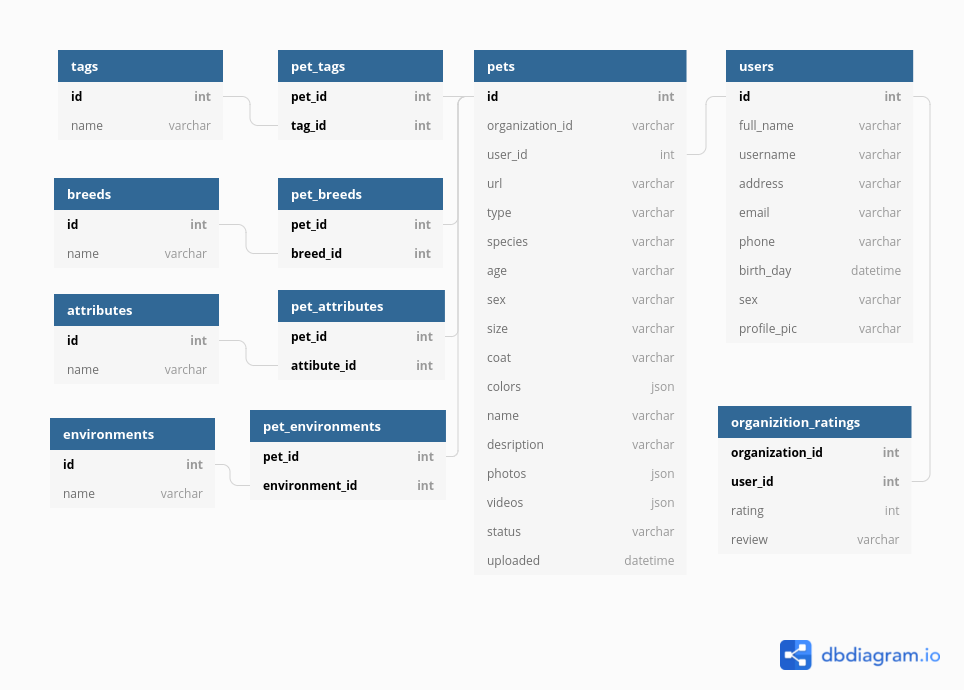 tags
id int
name varchar
pet_tags
pet_id int
tag_id int
pets
id int
organization_id varchar
user_id int
url varchar
type varchar
species varchar
age varchar
sex varchar
size varchar
coat varchar
colors json
name varchar
desription varchar
photos json
videos json
status varchar
uploaded datetime
users
id int
full_name varchar
username varchar
address varchar
email varchar
phone varchar
birth_day datetime
sex varchar
profile_pic varchar
breeds
id int
name varchar
pet_breeds
pet_id int
breed_id int
attributes
id int
name varchar
pet_attributes
pet_id int
attibute_id int
environments
id int
name varchar
pet_environments
pet_id int
environment_id int
organizition_ratings
organization_id int
user_id int
rating int
review varchar
dbdiagram.io